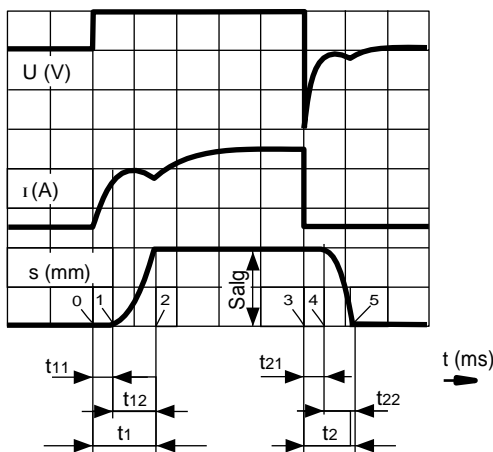 U (V)
I (A)
s (mm)
Salg
0 1 2 3 4 5
t (ms)
t11 t21
t12 t22
t1 t2